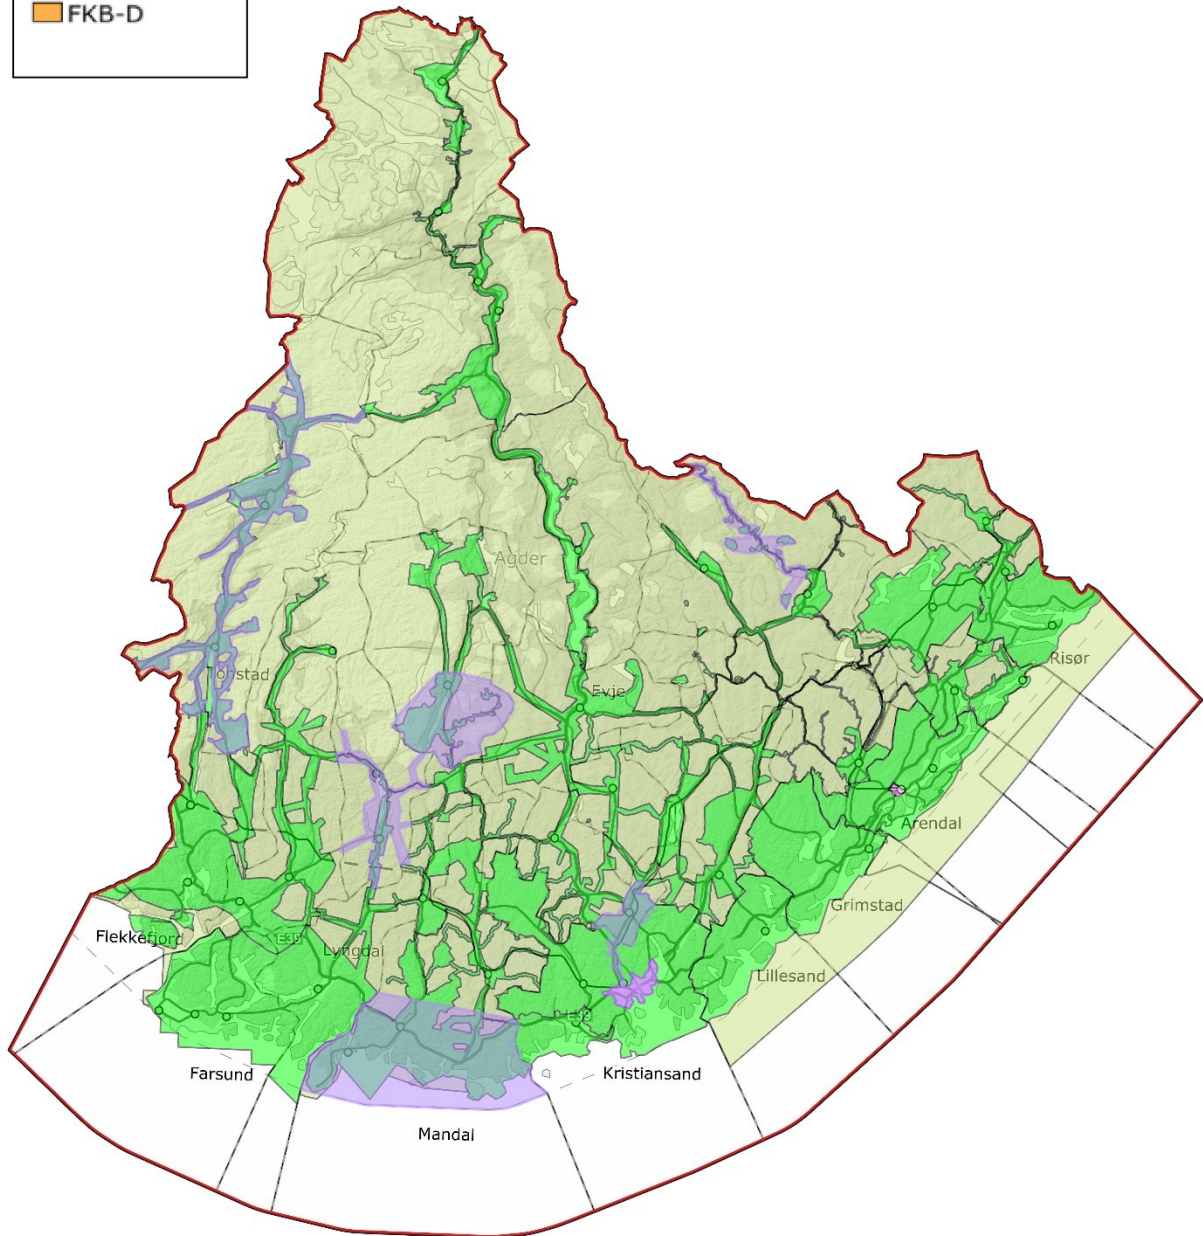 FKB-D
Agder
Tonstad
Evje
Risør
Arendal
Grimstad
Flekkefjord
E39
Lyngdal
Lillesand
E39
Farsund
Kristiansand
Mandal